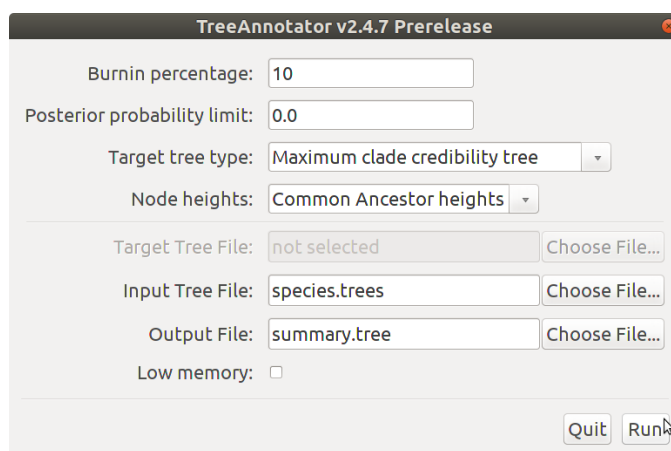 TreeAnnotator v2.4.7 Prerelease
Burnin percentage: 10
Posterior probability limit: 0.0
Target tree type: Maximum clade credibility tree
Node heights: Common Ancestor heights
Target Tree File: not selected Choose File...
Input Tree File: species.trees Choose File...
Output File: summary.tree Choose File...
Low memory:
Quit Run